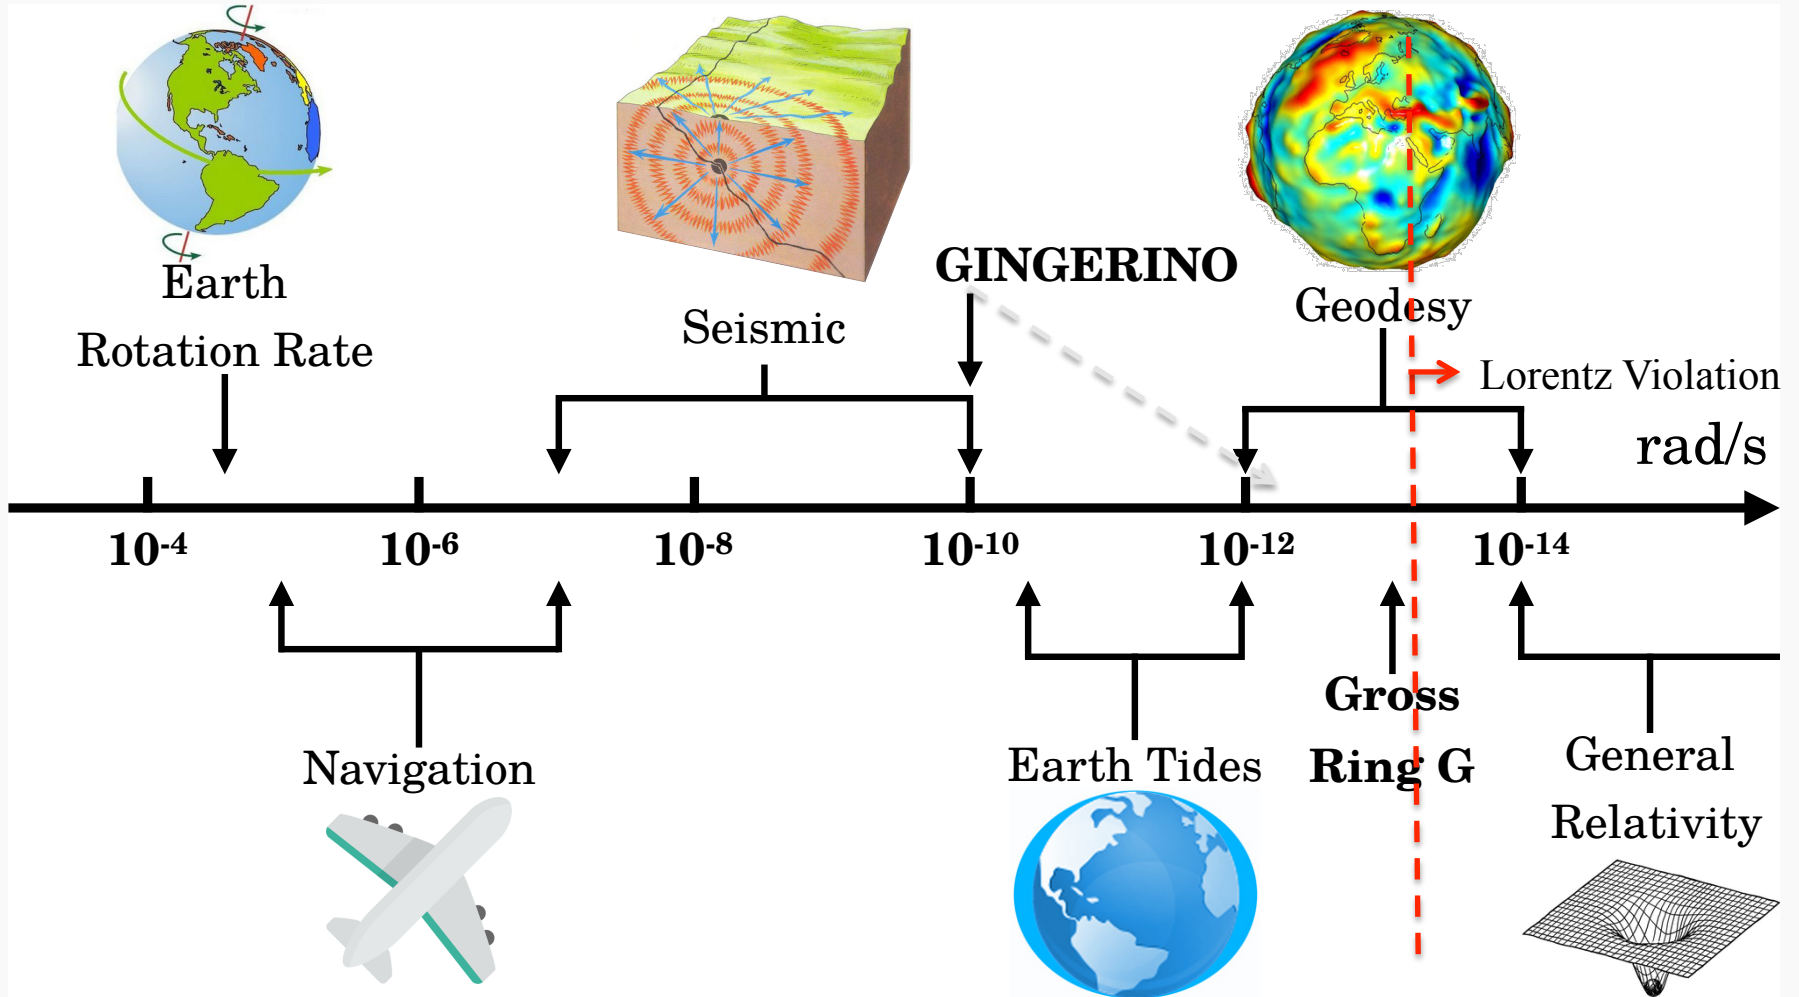 Earth
Rotation Rate
Seismic
GINGERINO
Geodesy
Lorentz Violation
rad/s
10-4
10-6
10-8
10-10
10-12
10-14
Navigation
Earth Tides
Gross
Ring G
General
Relativity